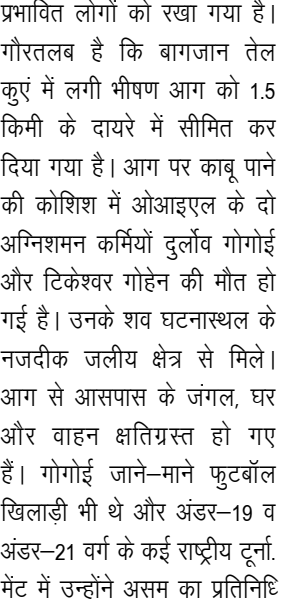 प्रभावित लोगों को रखा गया है।
गौरतलब है कि बागजान तेल
कुएं में लगी भीषण आग को 1.5
किमी के दायरे में सीमित कर
दिया गया है। आग पर काबू पाने
की कोशिश में ओआइएल के दो
अग्निशमन कर्मियों दुर्लोव गोगोई
और टिकेश्वर गोहेन की मौत हो
गई है। उनके शव घटनास्थल के
नजदीक जलीय क्षेत्र से मिले।
आग से आसपास के जंगल, घर
और वाहन क्षतिग्रस्त हो गए
हैं। गोगोई जाने–माने फुटबॉल
खिलाड़ी भी थे और अंडर–19 व
अंडर–21 वर्ग के कई राष्ट्रीय टूर्ना.
मेंट में उन्होंने असम का प्रतिनिधि